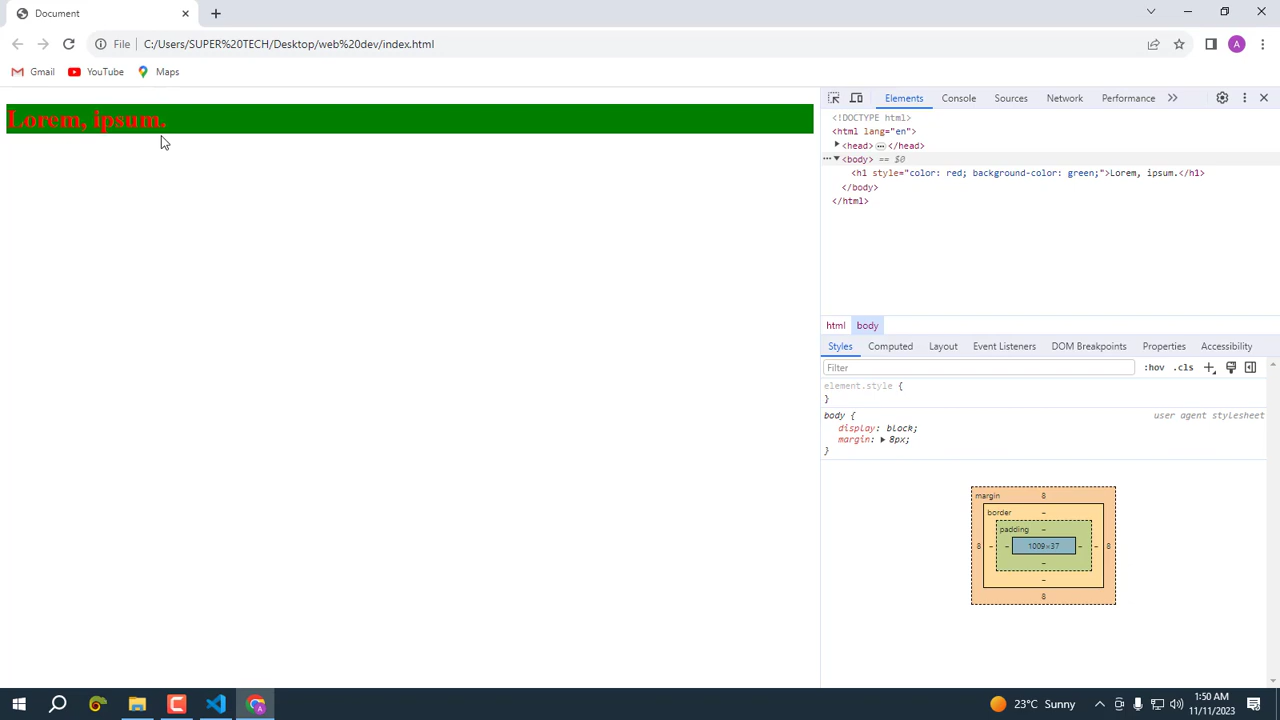 Document
File C:/Users/SUPER%20TECH/Desktop/web%20dev/index.html A
Gmail YouTube Maps
Lorem, ipsum.
Elements Console Sources Network Performance
<!DOCTYPE html>
<html lang="en">
<head> … </head>
<body> == $0
<h1 style="color: red; background-color: green;">Lorem, ipsum.</h1>
</body>
</html>
html body
Styles Computed Layout Event Listeners DOM Breakpoints Properties Accessibility
Filter :hov .cls
element.style {
}
body { user agent stylesheet
display: block;
margin: 8px;
}
margin 8
border –
padding –
8 – – 1009×37 – – 8
–
–
8
23°C Sunny 1:50 AM
11/11/2023